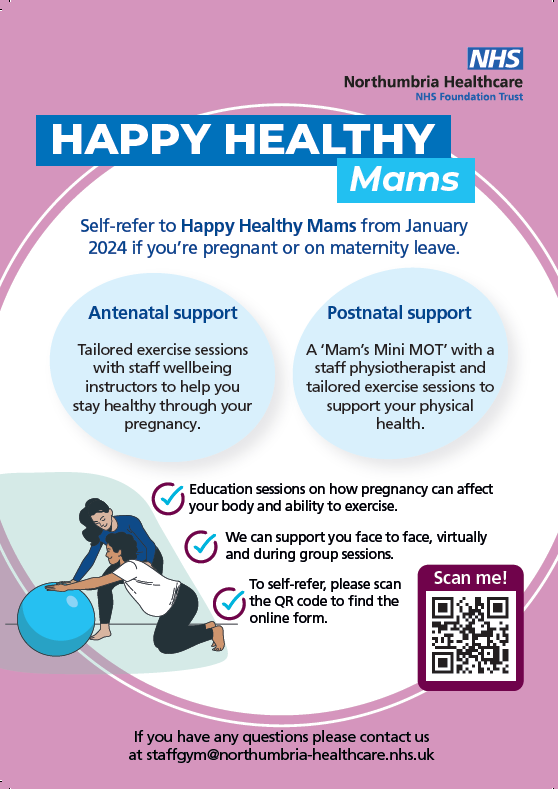 NHS
Northumbria Healthcare
NHS Foundation Trust
HAPPY HEALTHY
Mams
Self-refer to Happy Healthy Mams from January
2024 if you’re pregnant or on maternity leave.
Antenatal support
Tailored exercise sessions
with staff wellbeing
instructors to help you
stay healthy through your
pregnancy.
Postnatal support
A ‘Mam’s Mini MOT’ with a
staff physiotherapist and
tailored exercise sessions to
support your physical
health.
Education sessions on how pregnancy can affect
your body and ability to exercise.
We can support you face to face, virtually
and during group sessions.
To self-refer, please scan
the QR code to find the
online form.
Scan me!
If you have any questions please contact us
at staffgym@northumbria-healthcare.nhs.uk